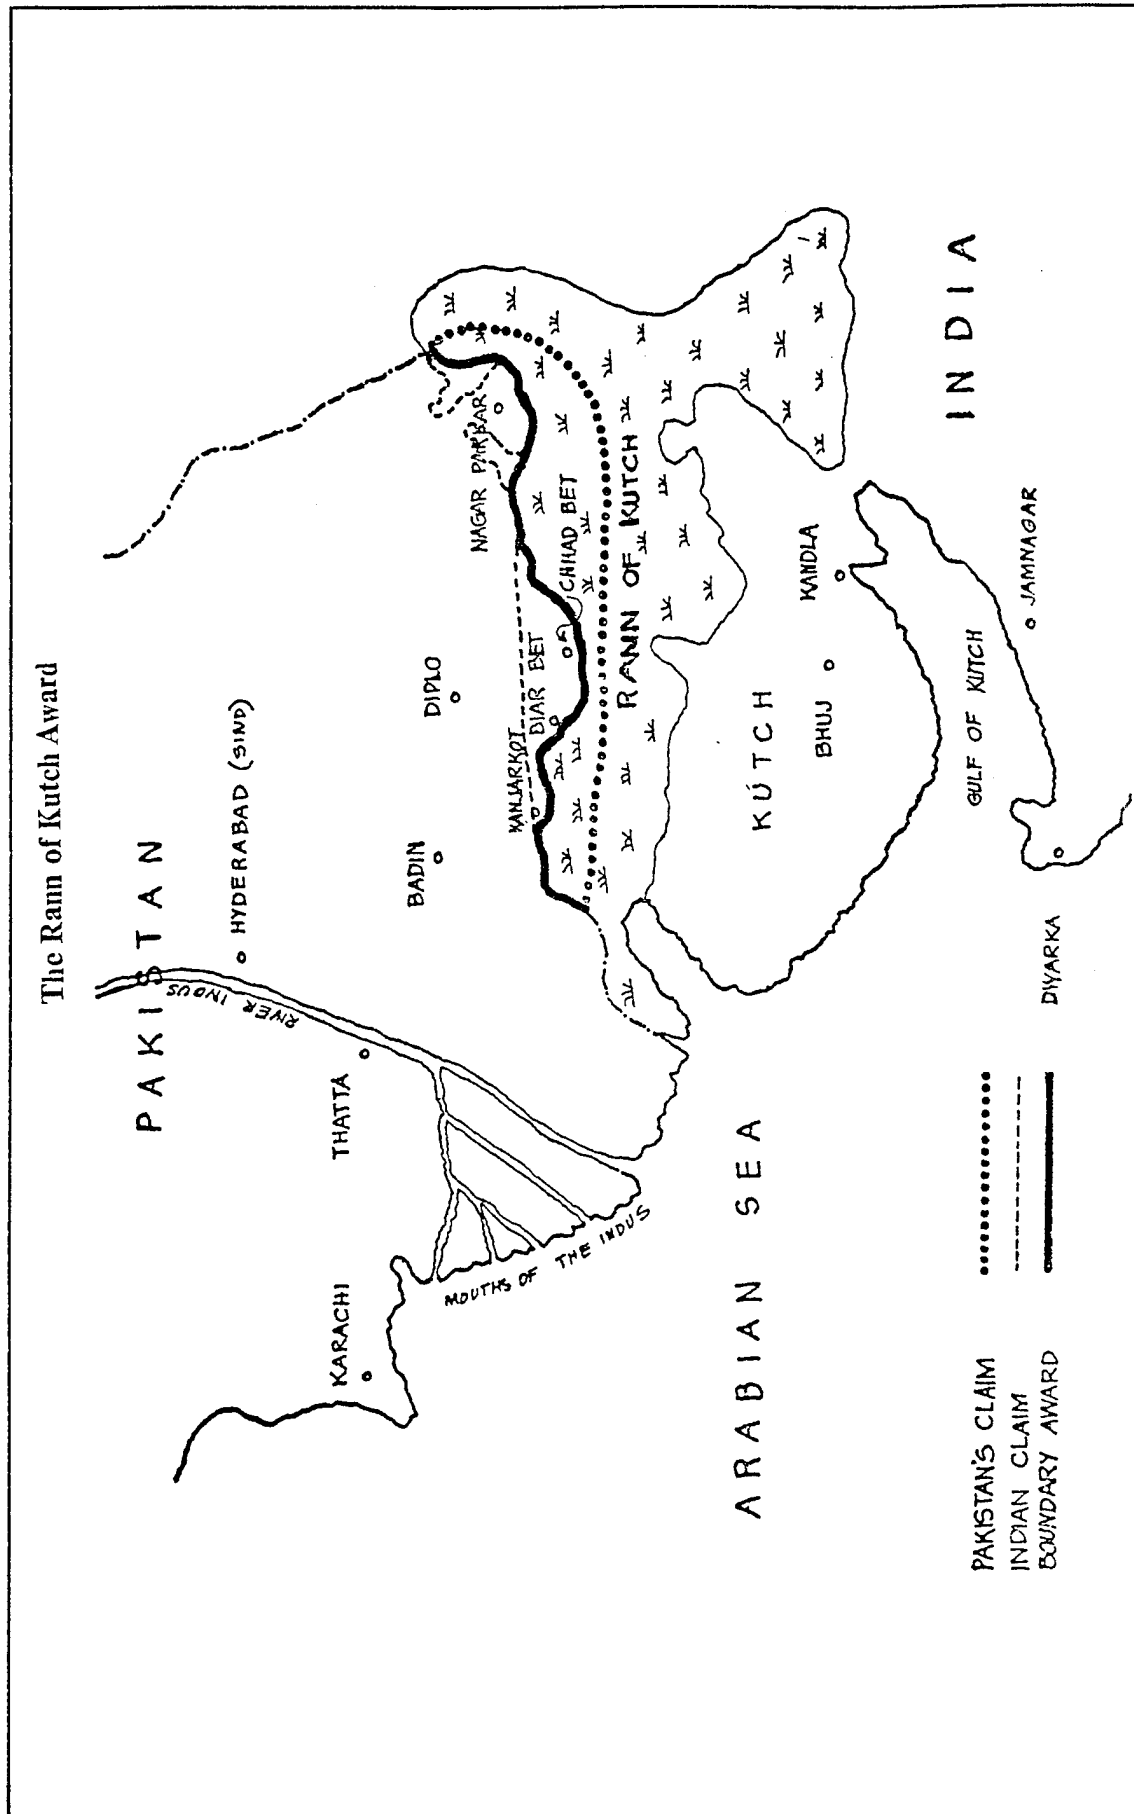 The Rann of Kutch Award
PAKISTAN
HYDERABAD (SIND)
RIVER INDUS
THATTA
KARACHI
BADIN
DIPLO
NAGAR PARKAR
MOUTHS OF THE INDUS
KANJARKOT
DIAR BET
CHHAD BET
RANN OF KUTCH
ARABIAN SEA
KUTCH
BHUJ
KANDLA
INDIA
GULF OF KUTCH
JAMNAGAR
DWARKA
PAKISTAN'S CLAIM
INDIAN CLAIM
BOUNDARY AWARD